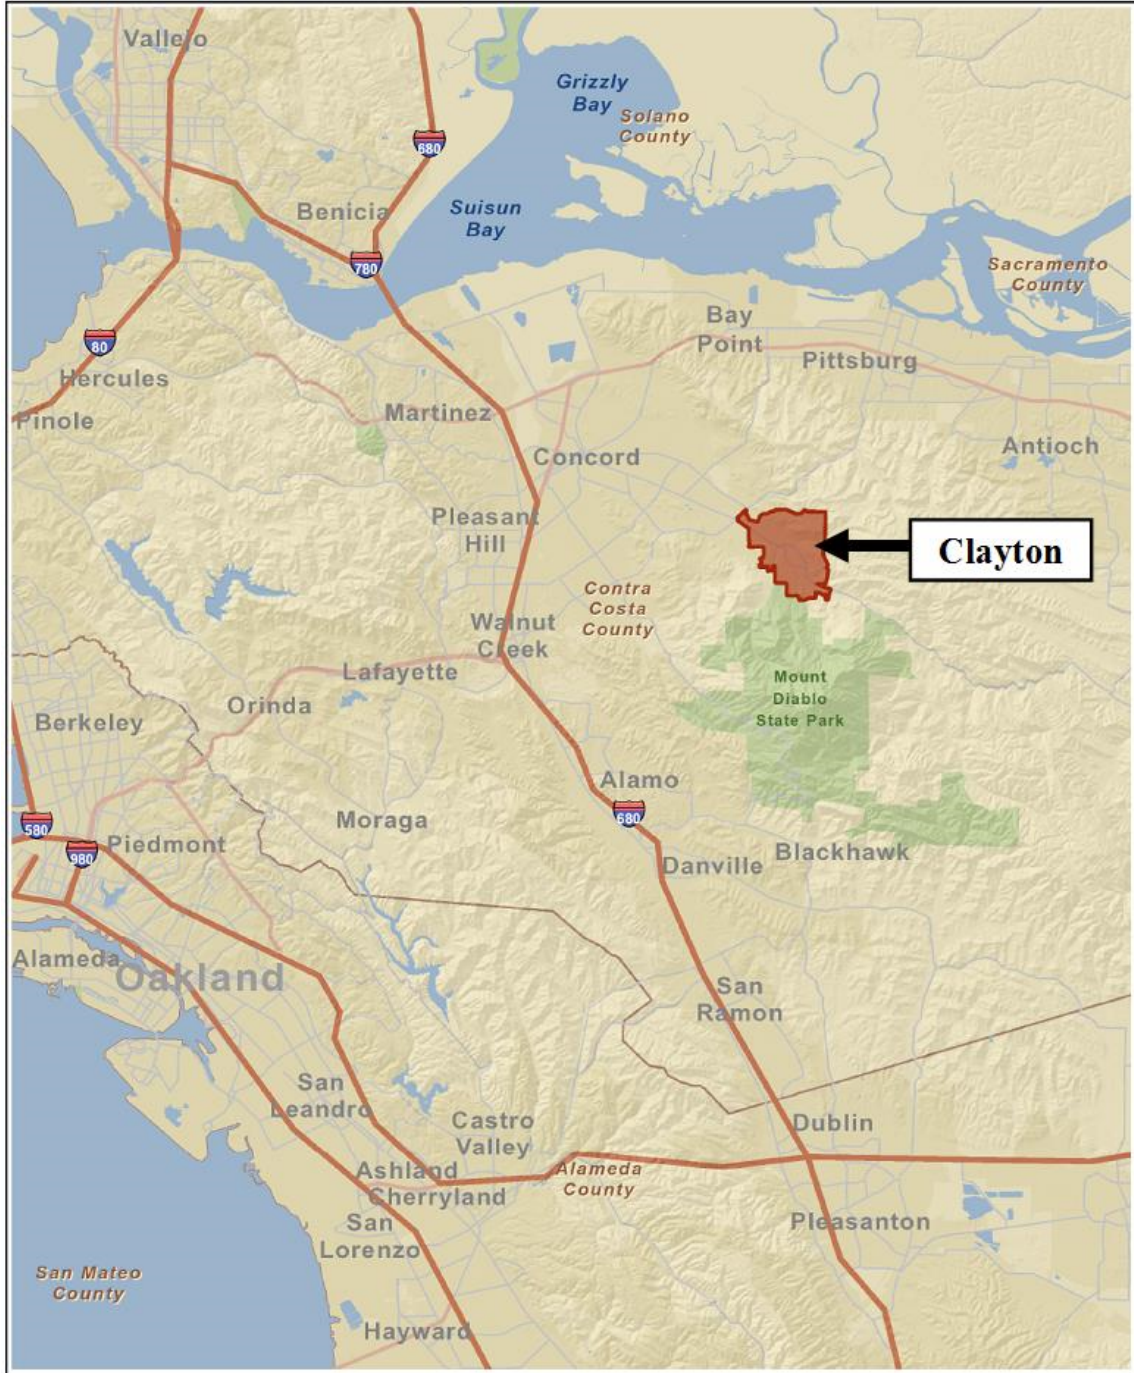 Vallejo
Grizzly
Bay
Solano
County
680
Benicia
Suisun
Bay
780
Sacramento
County
Bay
Point
80
Pittsburg
Hercules
Martinez
Pinole
Antioch
Concord
Pleasant
Hill
Clayton
Contra
Costa
County
Walnut
Creek
Lafayette
Mount
Diablo
State Park
Orinda
Berkeley
Alamo
680
Moraga
580
Piedmont
980
Blackhawk
Danville
Alameda
Oakland
San
Ramon
San
Leandro
Castro
Valley
Dublin
Ashland
Cherryland
Alameda
County
San
Lorenzo
Pleasanton
San Mateo
County
Hayward